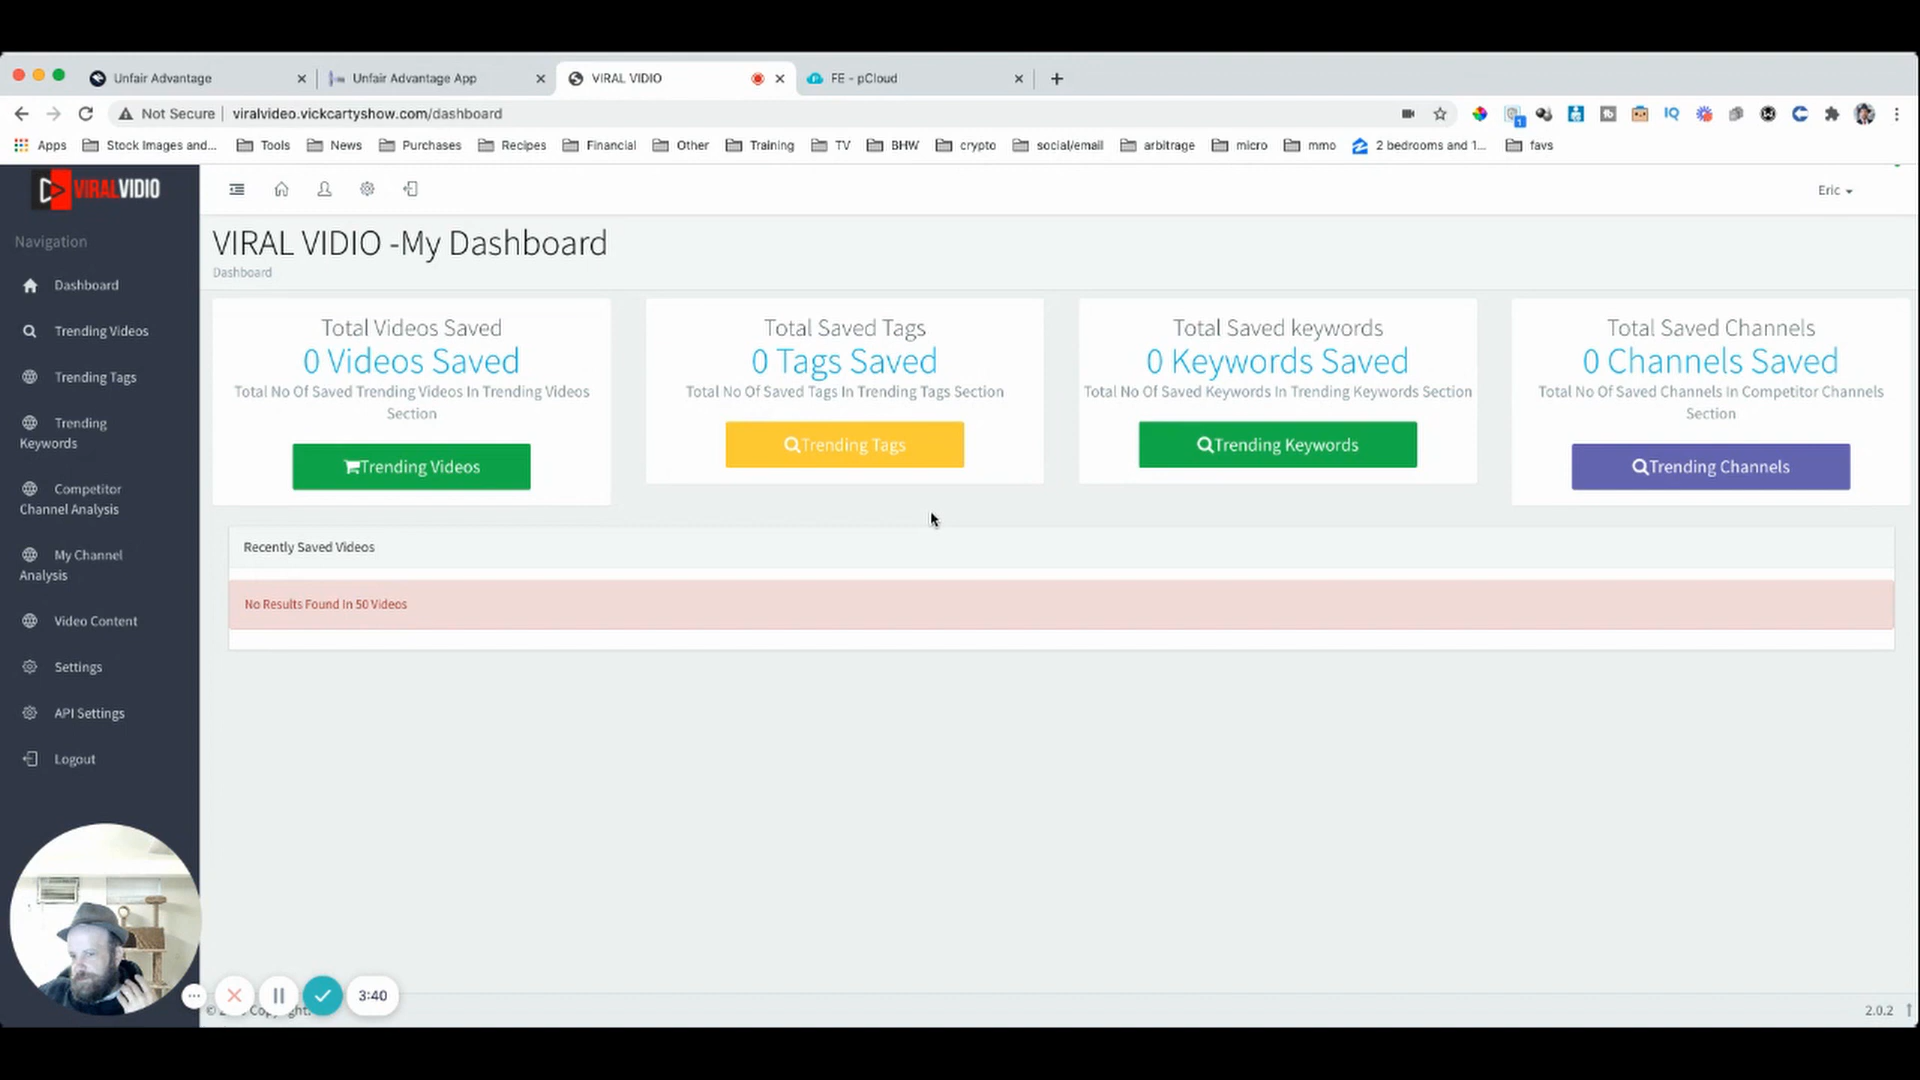 Unfair Advantage
Unfair Advantage App
VIRAL VIDIO
FE - pCloud
Not Secure
viralvideo.vickcartyshow.com/dashboard
IQ
1
Apps
Stock Images and...
Tools
News
Purchases
Recipes
Financial
Other
Training
TV
BHW
crypto
social/email
arbitrage
micro
mmo
2 bedrooms and 1...
favs
VIRALVIDIO
Eric
Navigation
Dashboard
Trending Videos
Trending Tags
Trending
Keywords
Competitor
Channel Analysis
My Channel
Analysis
Video Content
Settings
API Settings
Logout
VIRAL VIDIO -My Dashboard
Dashboard
Total Videos Saved
0 Videos Saved
Total No Of Saved Trending Videos In Trending Videos
Section
Trending Videos
Total Saved Tags
0 Tags Saved
Total No Of Saved Tags In Trending Tags Section
Trending Tags
Total Saved keywords
0 Keywords Saved
Total No Of Saved Keywords In Trending Keywords Section
Trending Keywords
Total Saved Channels
0 Channels Saved
Total No Of Saved Channels In Competitor Channels
Section
Trending Channels
Recently Saved Videos
No Results Found In 50 Videos
3:40
2.0.2